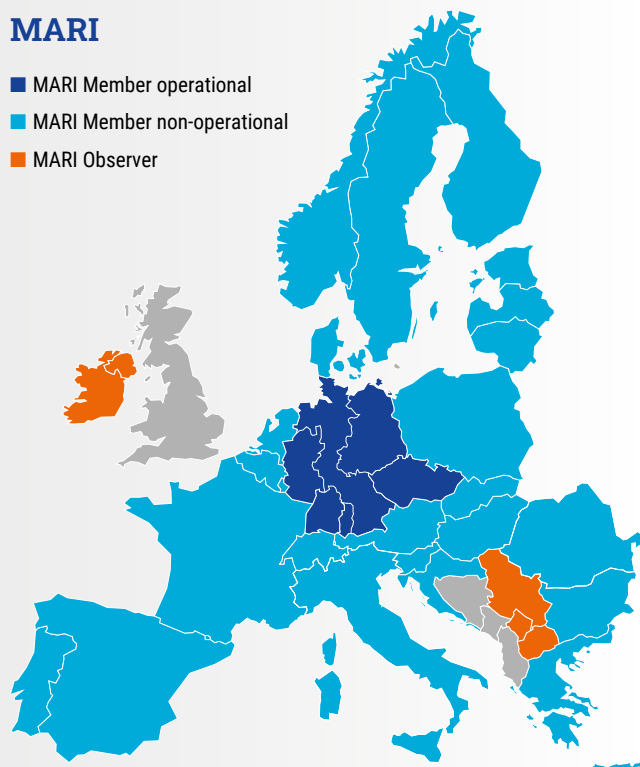 MARI
MARI Member operational
MARI Member non-operational
MARI Observer